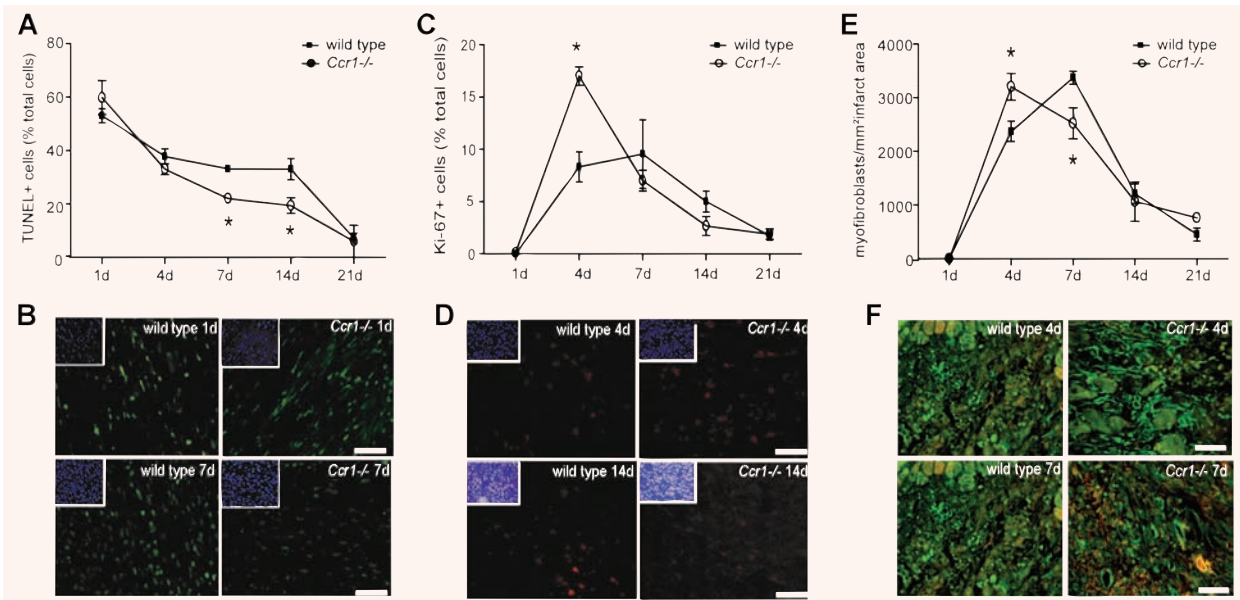 A
TUNEL+ cells (% total cells)
80
60
40
20
0
1d 4d 7d 14d 21d
wild type
Ccr1-/-
*
*
C
Ki-67+ cells (% total cells)
20
15
10
5
0
1d 4d 7d 14d 21d
wild type
Ccr1-/-
*
E
myofibroblasts/mm²infarct area
4000
3000
2000
1000
0
1d 4d 7d 14d 21d
wild type
Ccr1-/-
*
*
B
wild type 1d
Ccr1-/- 1d
wild type 7d
Ccr1-/- 7d
D
wild type 4d
Ccr1-/- 4d
wild type 14d
Ccr1-/- 14d
F
wild type 4d
Ccr1-/- 4d
wild type 7d
Ccr1-/- 7d